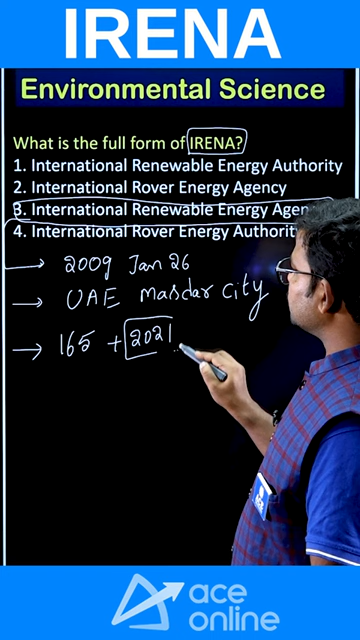 IRENA
Environmental Science
What is the full form of IRENA?
1. International Renewable Energy Authority
2. International Rover Energy Agency
3. International Renewable Energy
4. International Rover Energy Authority
→ 2009 Jan 26
→ UAE Masdar city
→ 165 + 2021
ACE
ace
online